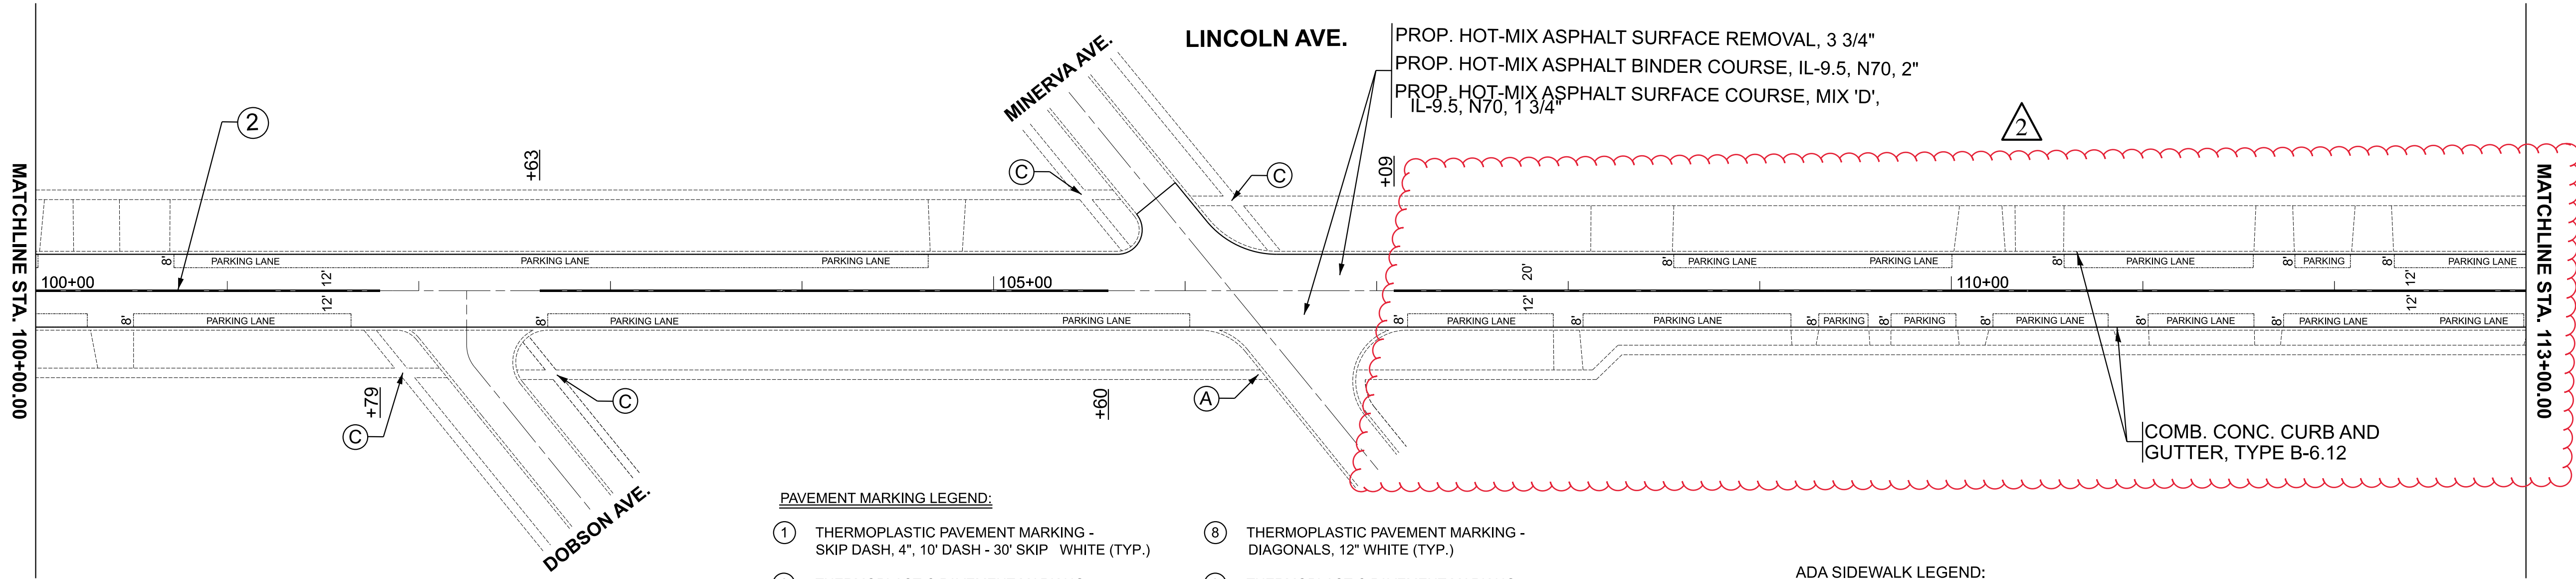 LINCOLN AVE.
PROP. HOT-MIX ASPHALT SURFACE REMOVAL, 3 3/4"
PROP. HOT-MIX ASPHALT BINDER COURSE, IL-9.5, N70, 2"
PROP. HOT-MIX ASPHALT SURFACE COURSE, MIX 'D',
IL-9.5, N70, 1 3/4"
MINERVA AVE.
2
2
+63
C
C
+09
MATCHLINE STA. 100+00.00
MATCHLINE STA. 113+00.00
8' PARKING LANE PARKING LANE PARKING LANE
8' PARKING LANE PARKING LANE 8' PARKING LANE 8' PARKING 8' PARKING LANE
100+00 12' 105+00 20' 110+00 12'
12' 12' 12'
8' PARKING LANE 8' PARKING LANE PARKING LANE
8' PARKING LANE 8' PARKING LANE 8' PARKING 8' PARKING 8' PARKING LANE 8' PARKING LANE 8' PARKING LANE PARKING LANE
+79
C
C
+60
A
COMB. CONC. CURB AND
GUTTER, TYPE B-6.12
DOBSON AVE.
PAVEMENT MARKING LEGEND:
1 THERMOPLASTIC PAVEMENT MARKING -
SKIP DASH, 4", 10' DASH - 30' SKIP WHITE (TYP.)
8 THERMOPLASTIC PAVEMENT MARKING -
DIAGONALS, 12" WHITE (TYP.)
ADA SIDEWALK LEGEND: